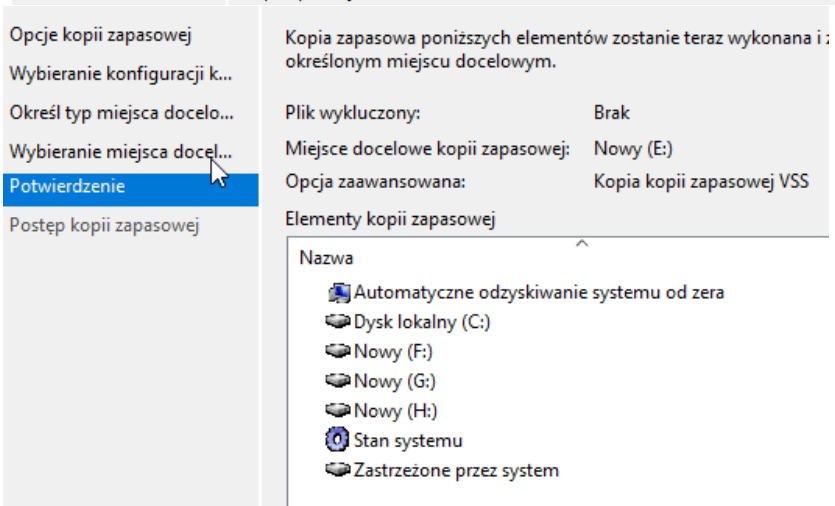 Opcje kopii zapasowej
Wybieranie konfiguracji k...
Określ typ miejsca docelo...
Wybieranie miejsca docel...
Potwierdzenie
Postęp kopii zapasowej
Kopia zapasowa poniższych elementów zostanie teraz wykonana i
określonym miejscu docelowym.
Plik wykluczony: Brak
Miejsce docelowe kopii zapasowej: Nowy (E:)
Opcja zaawansowana: Kopia kopii zapasowej VSS
Elementy kopii zapasowej
Nazwa
Automatyczne odzyskiwanie systemu od zera
Dysk lokalny (C:)
Nowy (F:)
Nowy (G:)
Nowy (H:)
Stan systemu
Zastrzeżone przez system